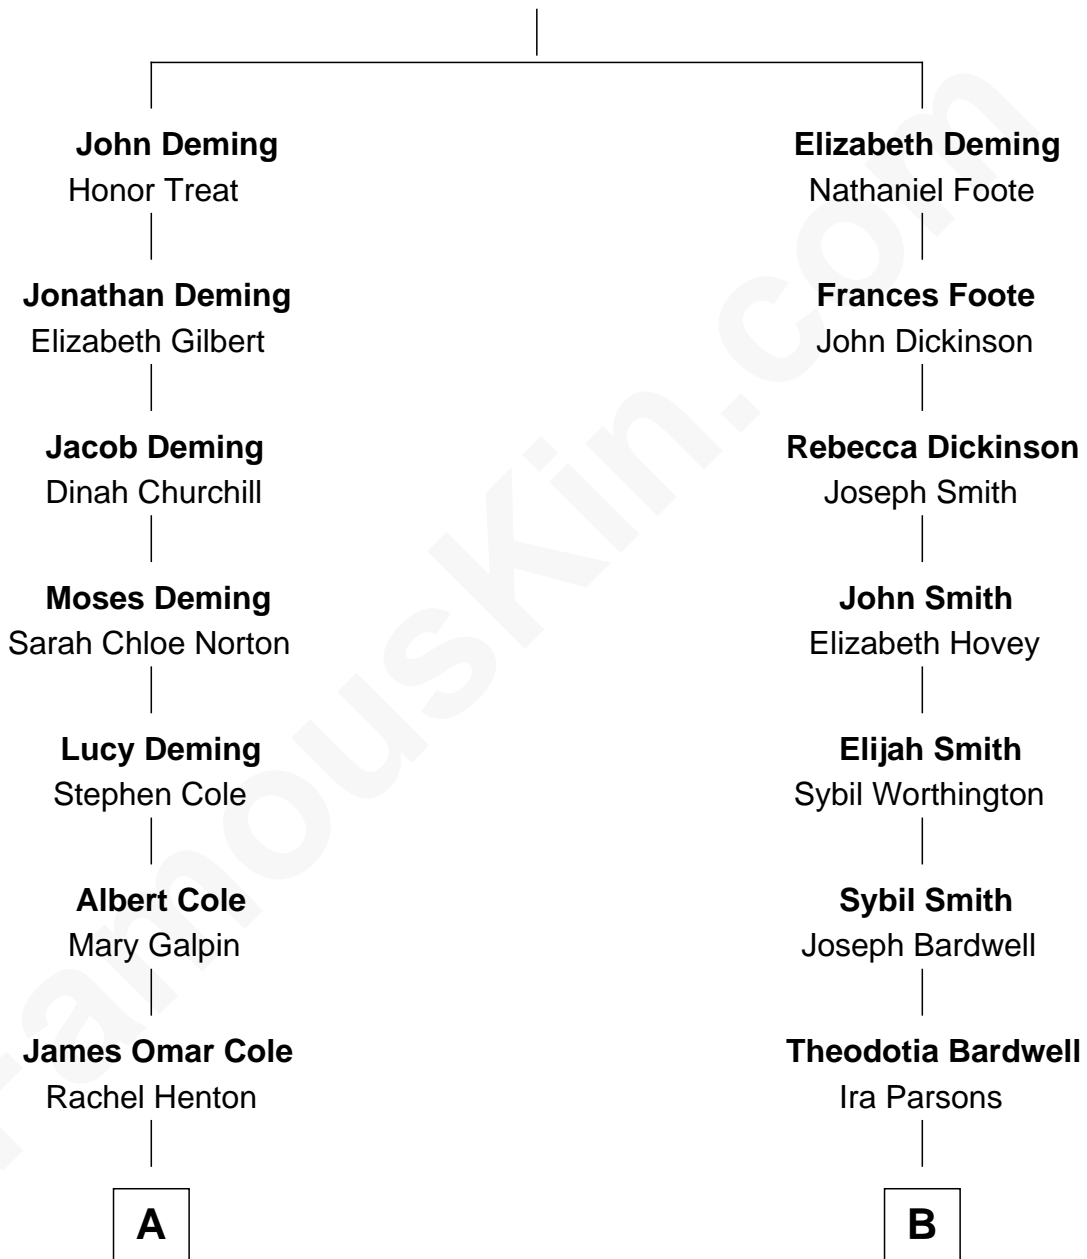 John Deming
Honor Treat
Jonathan Deming
Elizabeth Gilbert
Jacob Deming
Dinah Churchill
Moses Deming
Sarah Chloe Norton
Lucy Deming
Stephen Cole
Albert Cole
Mary Galpin
James Omar Cole
Rachel Henton
A
Elizabeth Deming
Nathaniel Foote
Frances Foote
John Dickinson
Rebecca Dickinson
Joseph Smith
John Smith
Elizabeth Hovey
Elijah Smith
Sybil Worthington
Sybil Smith
Joseph Bardwell
Theodotia Bardwell
Ira Parsons
B
FamousKin.com